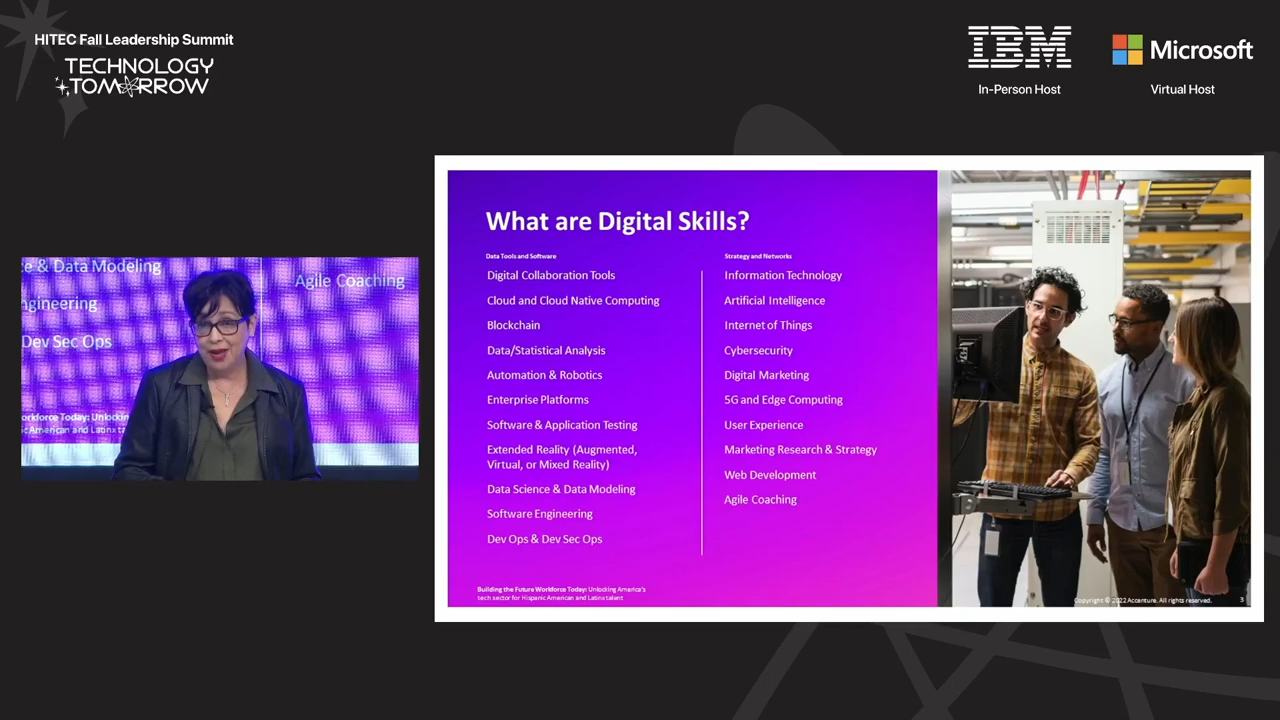 HITEC Fall Leadership Summit
TECHNOLOGY
TOMORROW
IBM
In-Person Host
Microsoft
Virtual Host
e & Data Modeling
Agile Coaching
ngineering
Dev Sec Ops
orkforce Today: Unlockin
c American and Latinx ta
What are Digital Skills?
Data Tools and Software
Digital Collaboration Tools
Cloud and Cloud Native Computing
Blockchain
Data/Statistical Analysis
Automation & Robotics
Enterprise Platforms
Software & Application Testing
Extended Reality (Augmented,
Virtual, or Mixed Reality)
Data Science & Data Modeling
Software Engineering
Dev Ops & Dev Sec Ops
Strategy and Networks
Information Technology
Artificial Intelligence
Internet of Things
Cybersecurity
Digital Marketing
5G and Edge Computing
User Experience
Marketing Research & Strategy
Web Development
Agile Coaching
Building the Future Workforce Today: Unlocking America's
tech sector for Hispanic American and Latinx talent
Copyright © 2022 Accenture. All rights reserved.
3